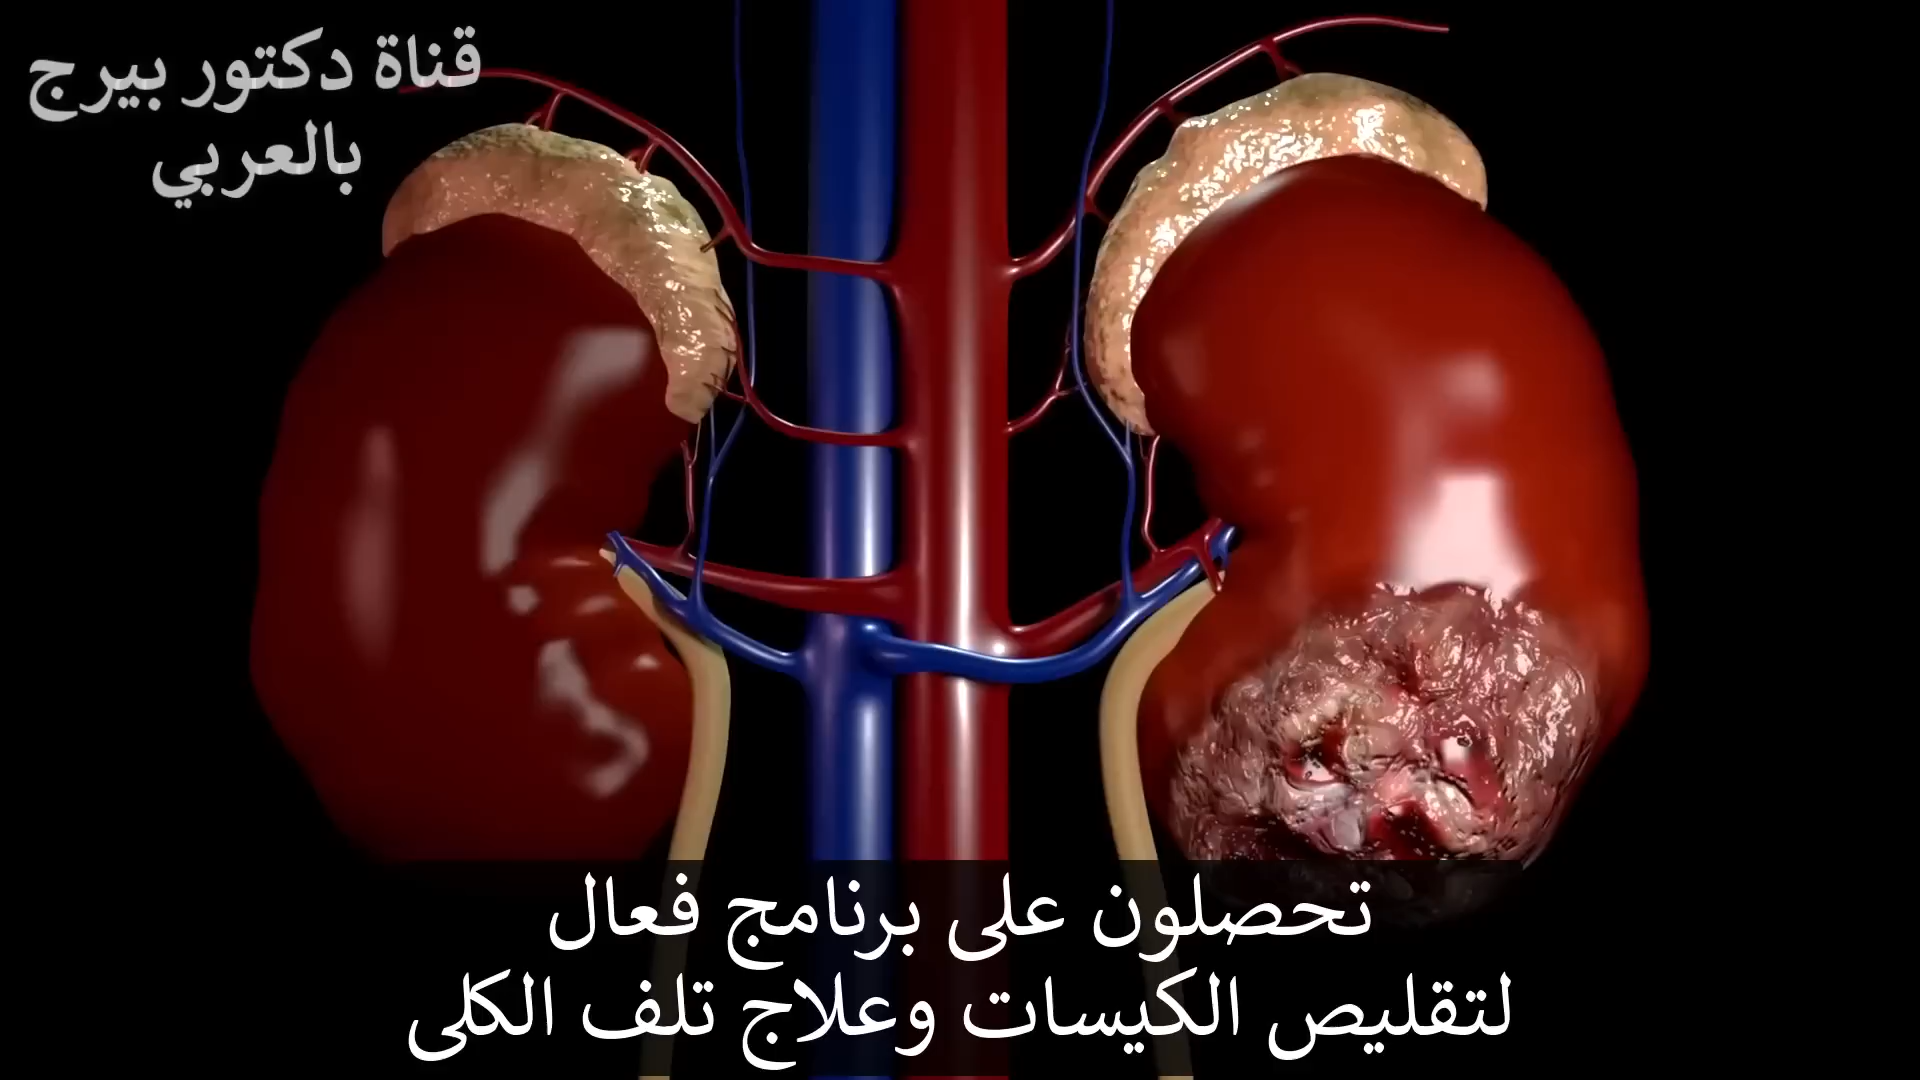 قناة دكتور بيرج
بالعربي
تحصلون على برنامج فعال
لتقليص الكيسات وعلاج تلف الكلى